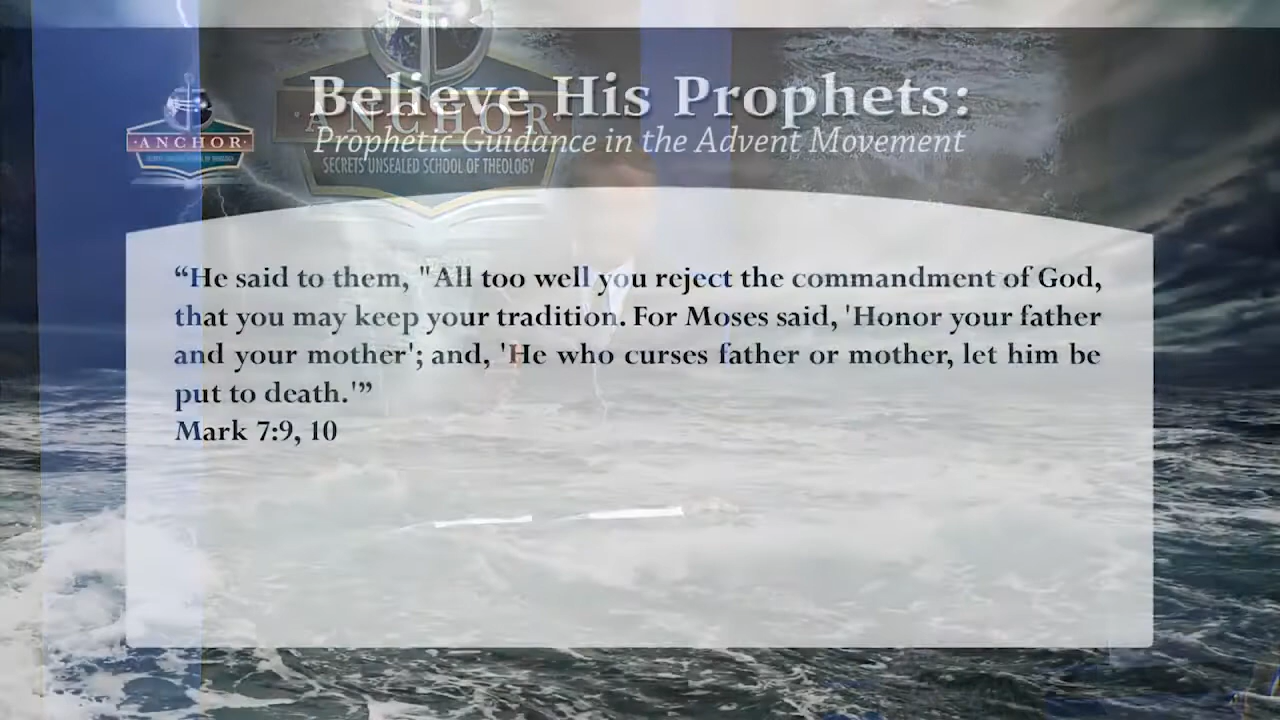 Believe His Prophets:
·ANCHOR·
·ANCHOR·
Prophetic Guidance in the Advent Movement
SECRETS UNSEALED SCHOOL OF THEOLOGY
“He said to them, "All too well you reject the commandment of God,
that you may keep your tradition. For Moses said, 'Honor your father
and your mother'; and, 'He who curses father or mother, let him be
put to death.'”
Mark 7:9, 10